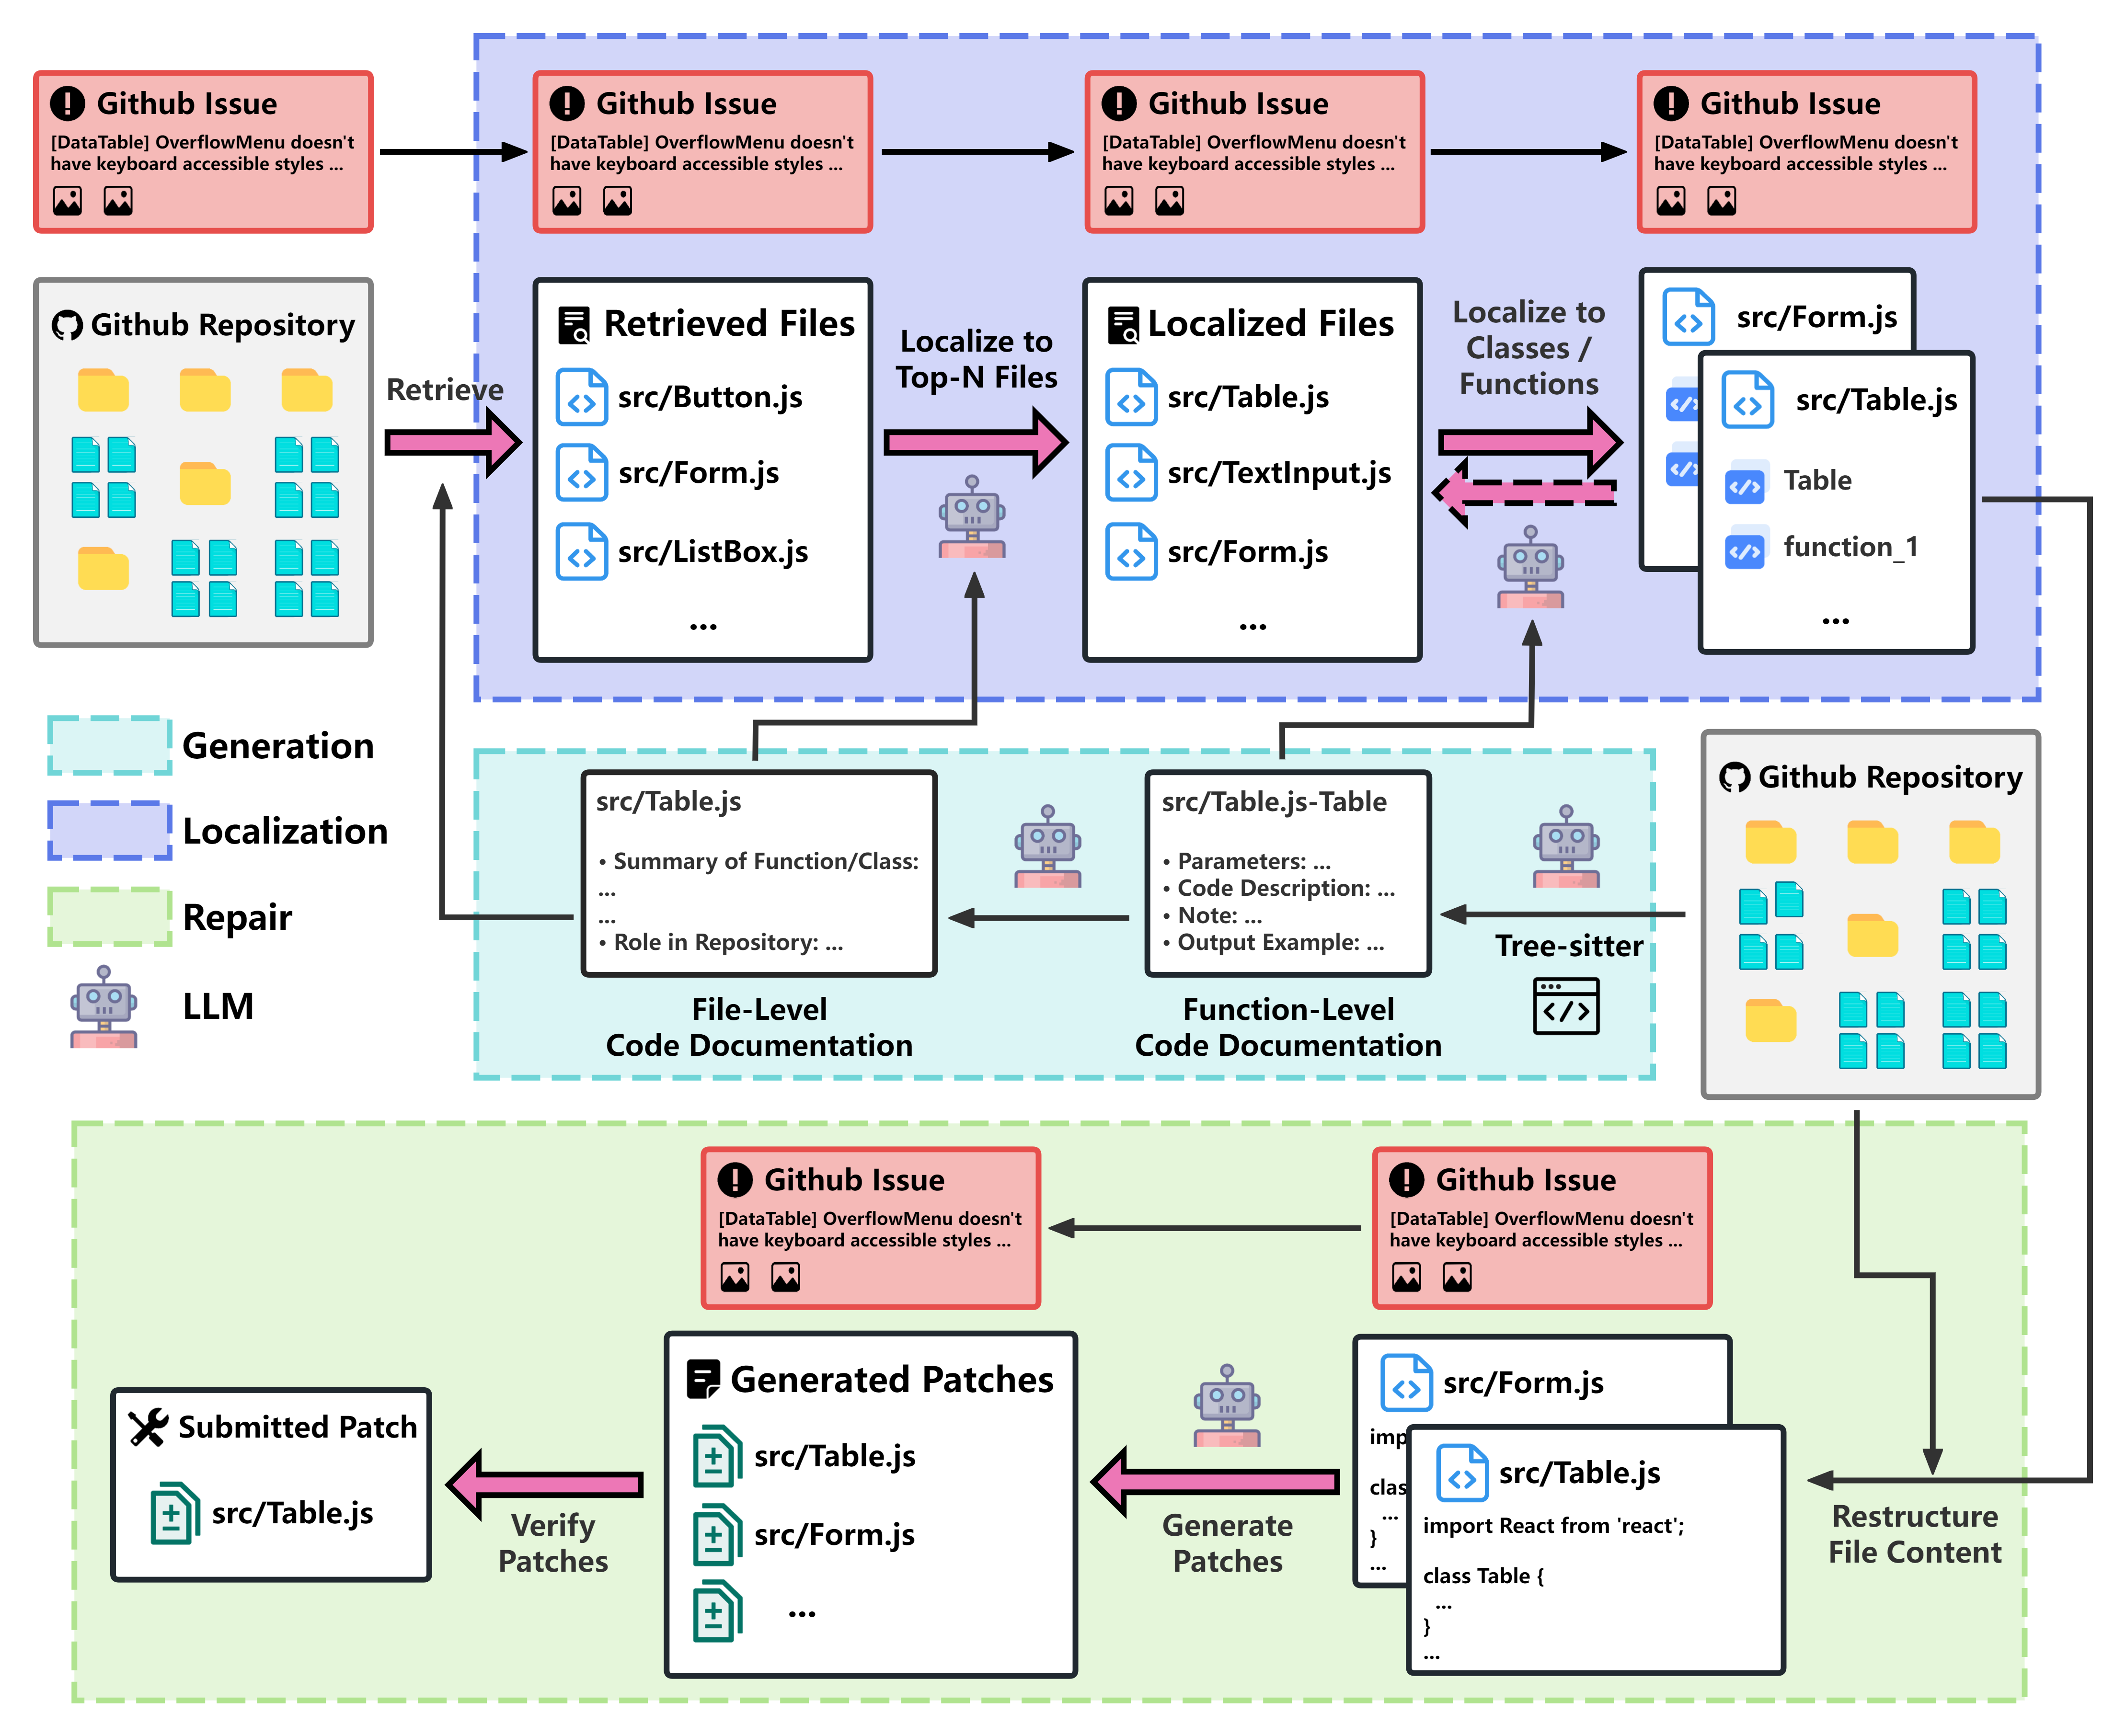 Github Issue
[DataTable] OverflowMenu doesn't
have keyboard accessible styles ...
Github Issue
[DataTable] OverflowMenu doesn't
have keyboard accessible styles ...
Github Issue
[DataTable] OverflowMenu doesn't
have keyboard accessible styles ...
Github Issue
[DataTable] OverflowMenu doesn't
have keyboard accessible styles ...
Github Repository
Retrieve
Retrieved Files
src/Button.js
src/Form.js
src/ListBox.js
...
Localize to
Top-N Files
Localized Files
src/Table.js
src/TextInput.js
src/Form.js
...
Localize to
Classes /
Functions
src/Form.js
src/Table.js
Table
function_1
...
Generation
Localization
Repair
LLM
src/Table.js
• Summary of Function/Class:
...
...
• Role in Repository: ...
File-Level
Code Documentation
src/Table.js-Table
• Parameters: ...
• Code Description: ...
• Note: ...
• Output Example: ...
Function-Level
Code Documentation
Tree-sitter
Github Repository
Github Issue
[DataTable] OverflowMenu doesn't
have keyboard accessible styles ...
Github Issue
[DataTable] OverflowMenu doesn't
have keyboard accessible styles ...
Submitted Patch
src/Table.js
Verify
Patches
Generated Patches
src/Table.js
src/Form.js
...
Generate
Patches
src/Form.js
imp
clas
...
}
...
src/Table.js
import React from 'react';
class Table {
...
}
...
Restructure
File Content